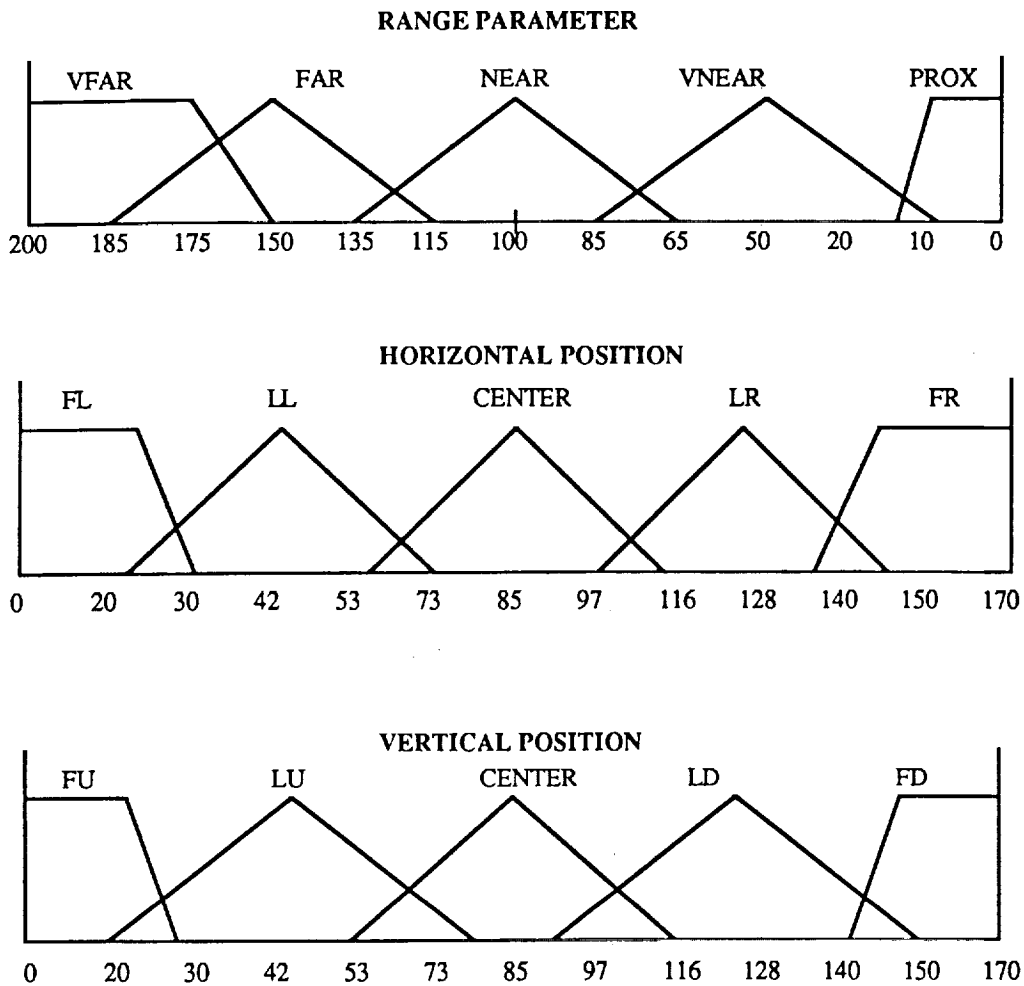 RANGE PARAMETER
VFAR FAR NEAR VNEAR PROX
200 185 175 150 135 115 100 85 65 50 20 10 0
HORIZONTAL POSITION
FL LL CENTER LR FR
0 20 30 42 53 73 85 97 116 128 140 150 170
VERTICAL POSITION
FU LU CENTER LD FD
0 20 30 42 53 73 85 97 116 128 140 150 170